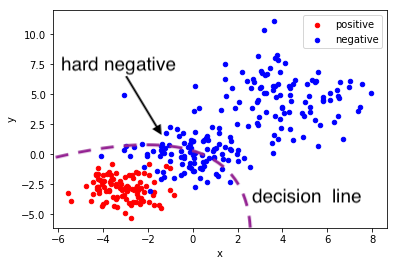 positive
negative
hard negative
decision line
10.0
7.5
5.0
2.5
0.0
−2.5
−5.0
y
−6
−4
−2
0
2
4
6
8
x